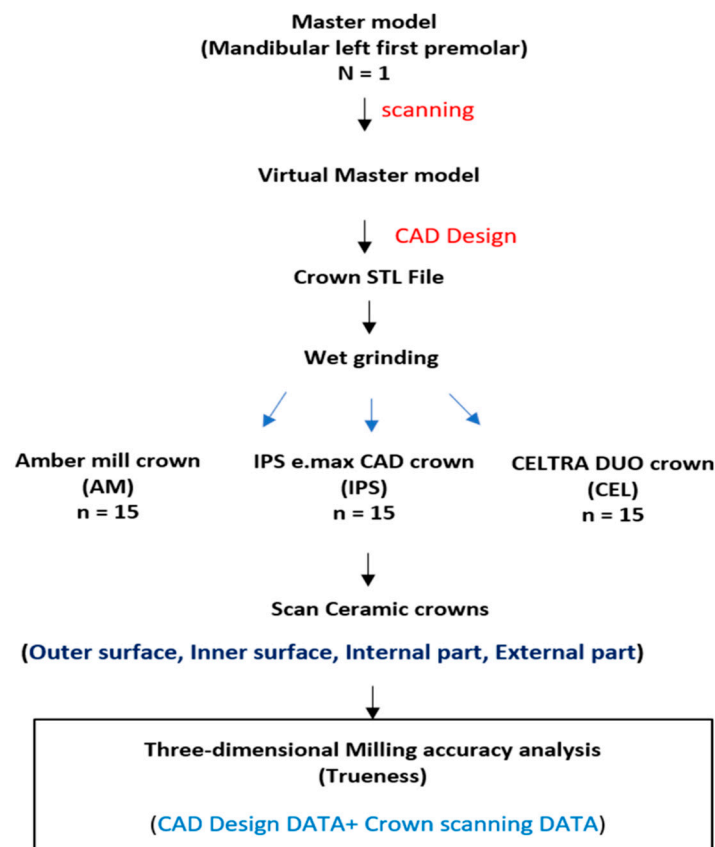 Master model
(Mandibular left first premolar)
N = 1
scanning
Virtual Master model
CAD Design
Crown STL File
Wet grinding
Amber mill crown
(AM)
n = 15
IPS e.max CAD crown
(IPS)
n = 15
CELTRA DUO crown
(CEL)
n = 15
Scan Ceramic crowns
(Outer surface, Inner surface, Internal part, External part)
Three-dimensional Milling accuracy analysis
(Trueness)
(CAD Design DATA+ Crown scanning DATA)